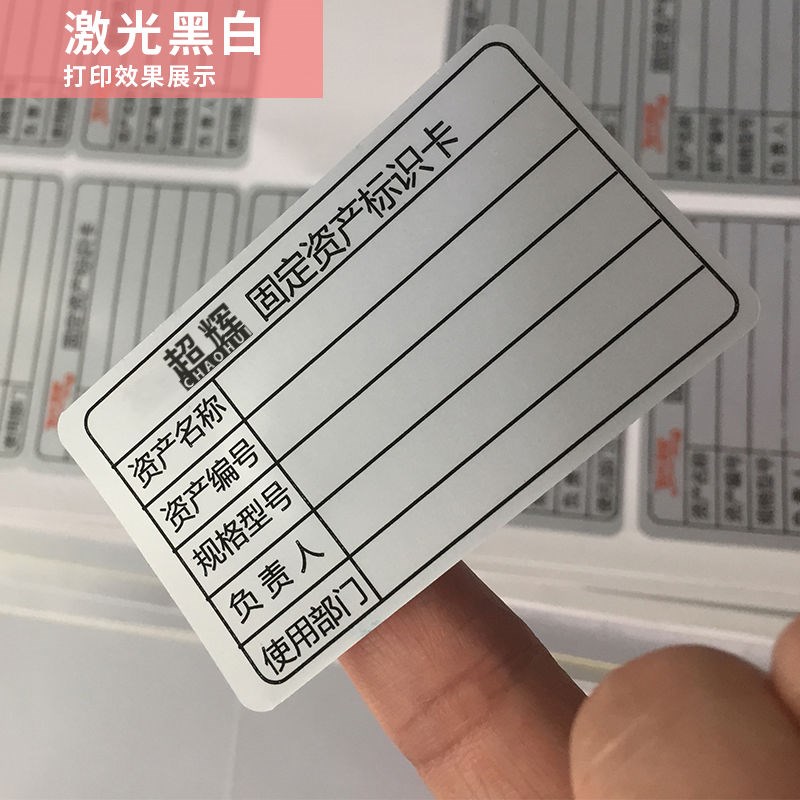 激光黑白
打印效果展示
超辉 固定资产标识卡
CHAOHUI
资产名称
资产编号
规格型号
负责人
使用部门